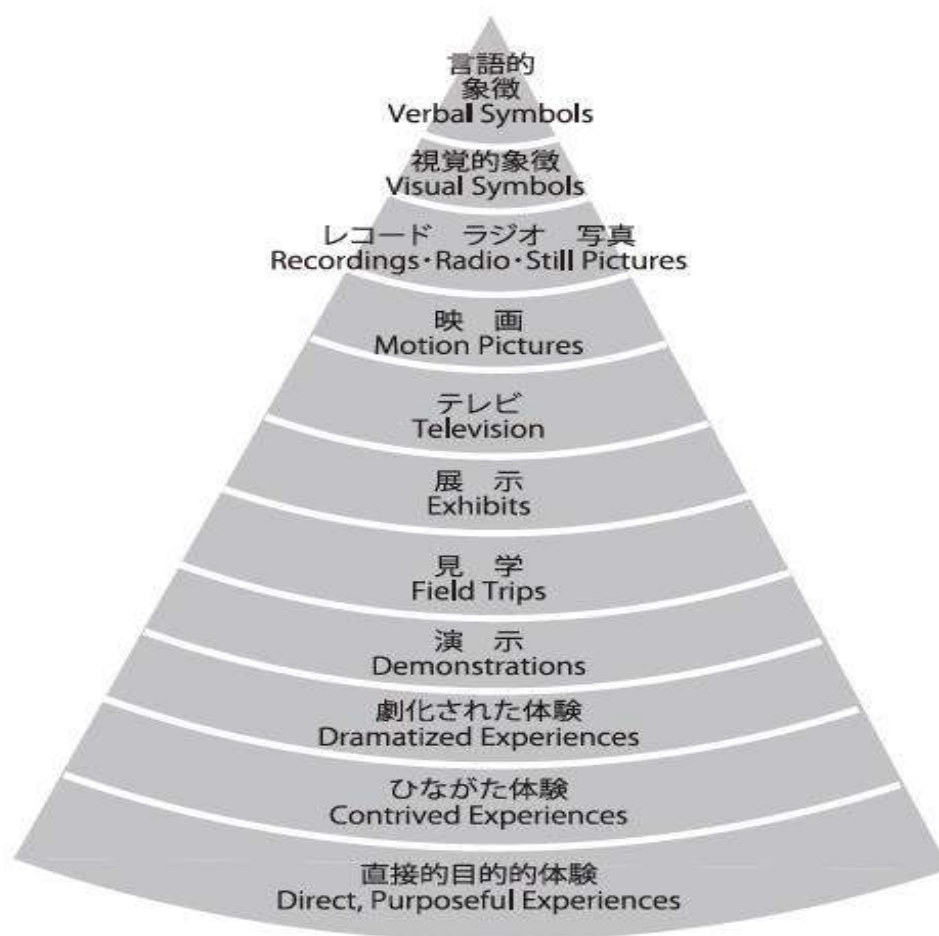 言語的
象徴
Verbal Symbols
視覚的象徴
Visual Symbols
レコード　ラジオ　写真
Recordings・Radio・Still Pictures
映　画
Motion Pictures
テレビ
Television
展　示
Exhibits
見　学
Field Trips
演　示
Demonstrations
劇化された体験
Dramatized Experiences
ひながた体験
Contrived Experiences
直接的目的的体験
Direct, Purposeful Experiences